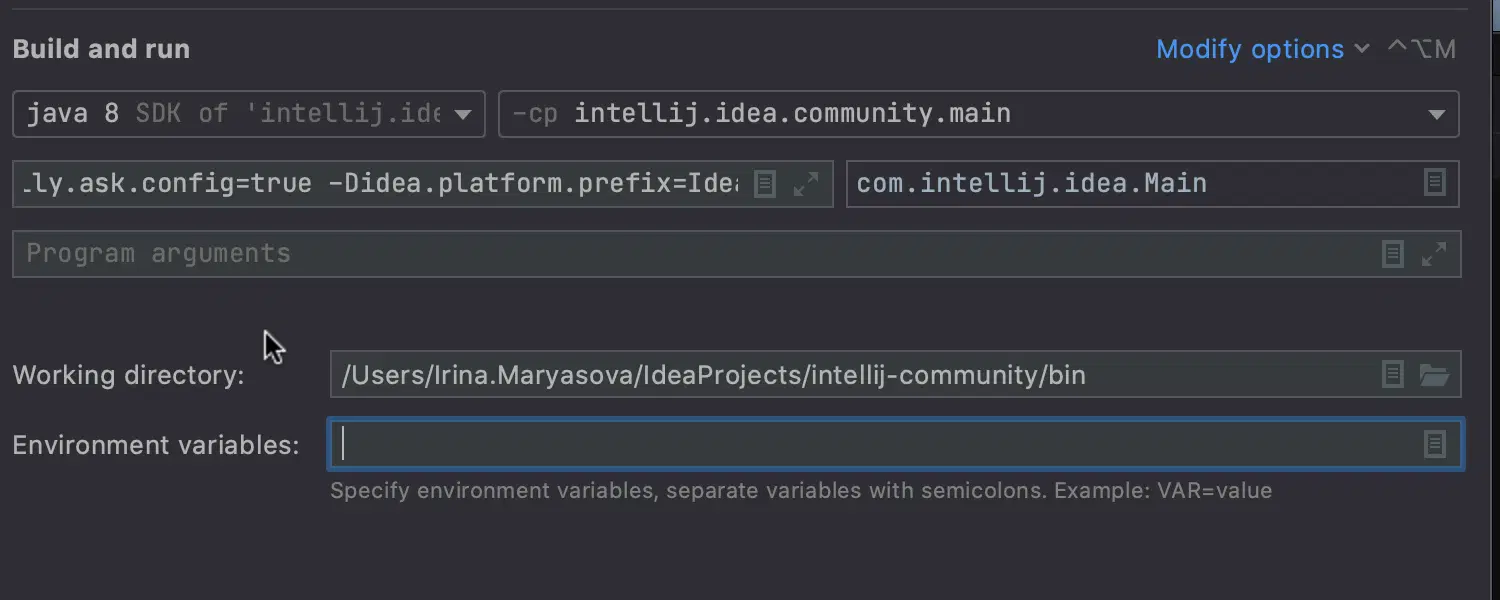 Build and run
Modify options ⌃⌥M
java 8 SDK of 'intellij.ide
-cp intellij.idea.community.main
ly.ask.config=true -Didea.platform.prefix=Idea
com.intellij.idea.Main
Program arguments
Working directory: /Users/Irina.Maryasova/IdeaProjects/intellij-community/bin
Environment variables:
Specify environment variables, separate variables with semicolons. Example: VAR=value